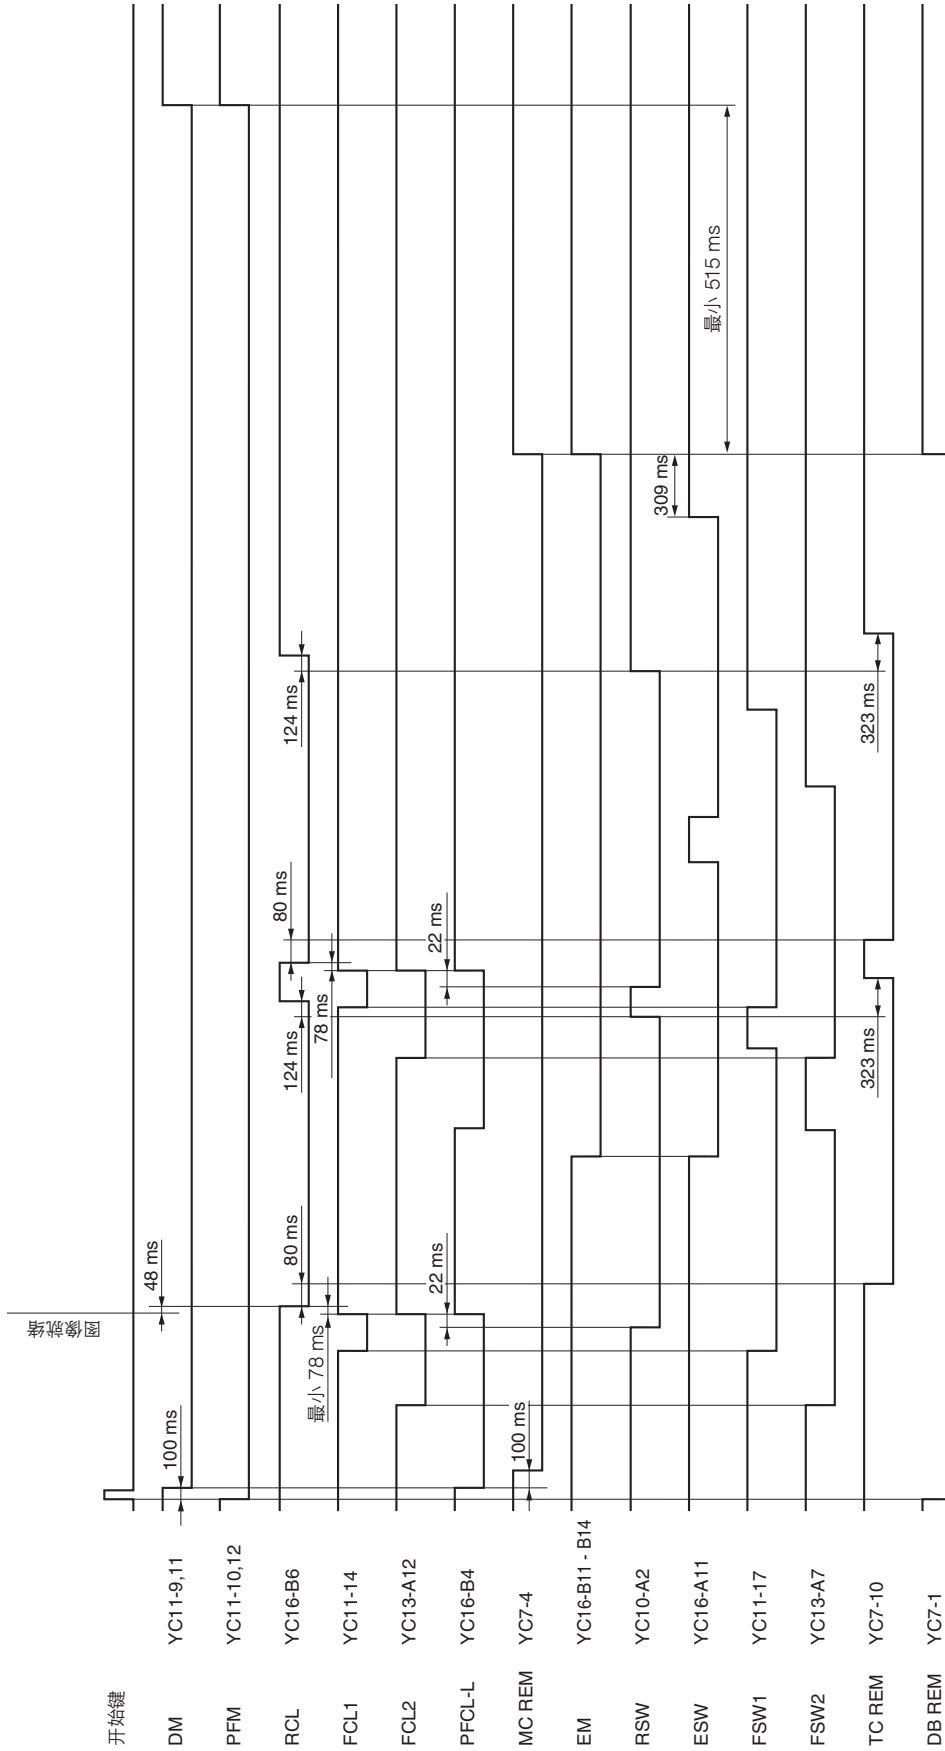 开始键
DM YC11-9,11
PFM YC11-10,12
RCL YC16-B6
FCL1 YC11-14
FCL2 YC13-A12
PFCL-L YC16-B4
MC REM YC7-4
EM YC16-B11 - B14
RSW YC10-A2
ESW YC16-A11
FSW1 YC11-17
FSW2 YC13-A7
TC REM YC7-10
DB REM YC7-1
图像就绪
100 ms
48 ms
80 ms
124 ms
80 ms
124 ms
最小 78 ms
78 ms
22 ms
22 ms
100 ms
309 ms
最小 515 ms
323 ms
323 ms